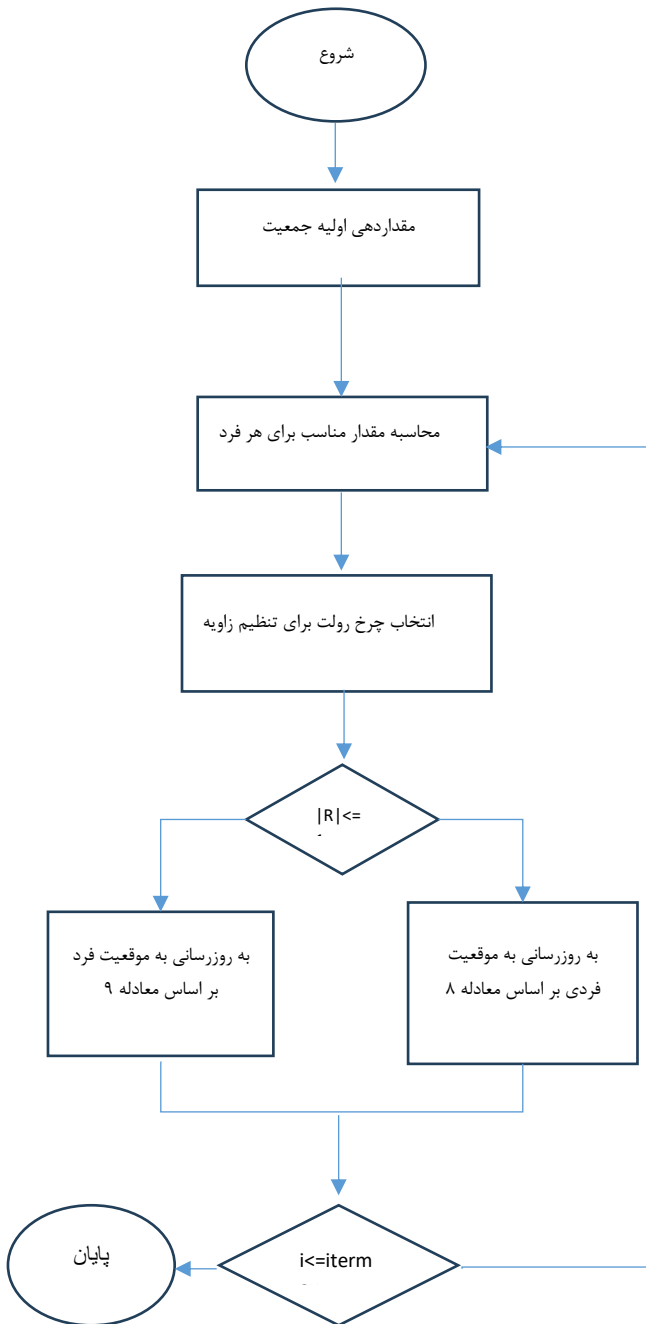 شروع
مقداردهی اولیه جمعیت
محاسبه مقدار مناسب برای هر فرد
انتخاب چرخ رولت برای تنظیم زاویه
|R|<=
به روزرسانی به موقعیت
فردی بر اساس معادله ۸
به روزرسانی به موقعیت فرد
بر اساس معادله ۹
i<=iterm
پایان